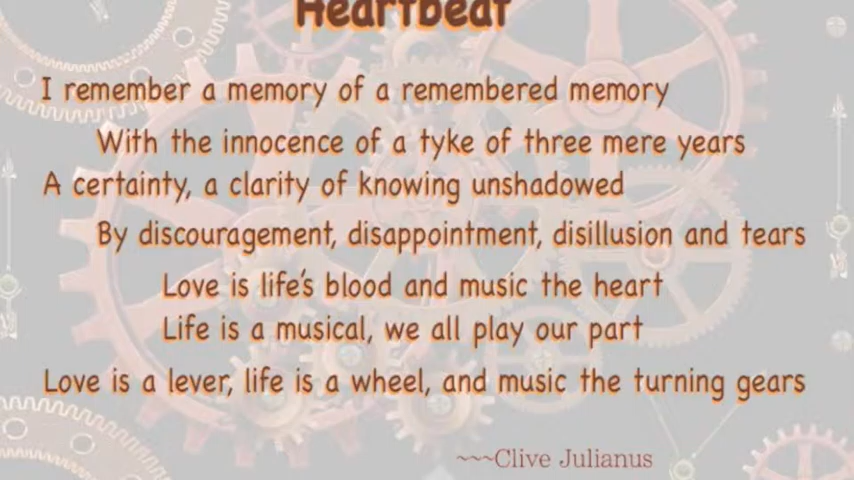 Heartbeat
I remember a memory of a remembered memory
With the innocence of a tyke of three mere years
A certainty, a clarity of knowing unshadowed
By discouragement, disappointment, disillusion and tears
Love is life's blood and music the heart
Life is a musical, we all play our part
Love is a lever, life is a wheel, and music the turning gears
~~~Clive Julianus